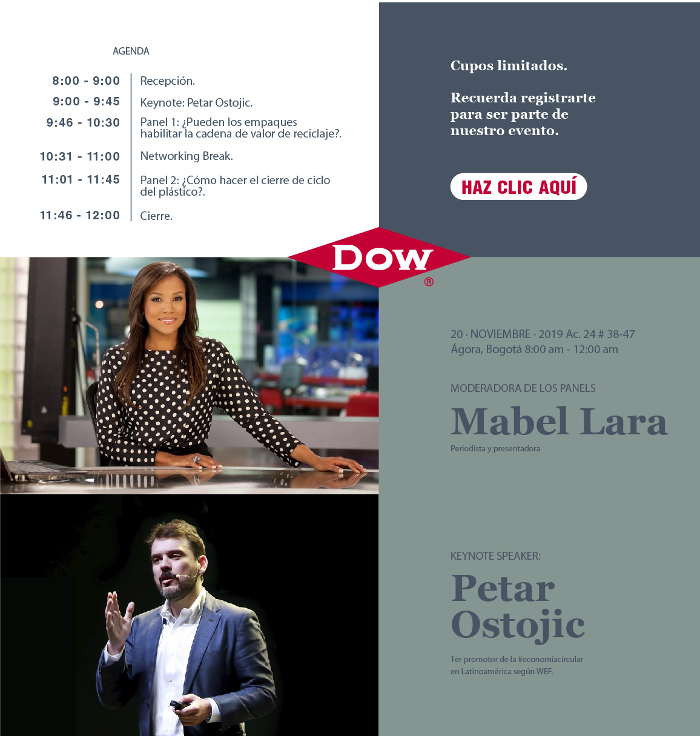 AGENDA
8:00 - 9:00 Recepción.
9:00 - 9:45 Keynote: Petar Ostojic.
9:46 - 10:30 Panel 1: ¿Pueden los empaques
habilitar la cadena de valor de reciclaje?.
10:31 - 11:00 Networking Break.
11:01 - 11:45 Panel 2: ¿Cómo hacer el cierre de ciclo
del plástico?.
11:46 - 12:00 Cierre.
Cupos limitados.
Recuerda registrarte
para ser parte de
nuestro evento.
HAZ CLIC AQUÍ
DOW
®
20 · NOVIEMBRE · 2019 Ac. 24 # 38-47
Ágora, Bogotá 8:00 am - 12:00 am
MODERADORA DE LOS PANELS
Mabel Lara
Periodista y presentadora
KEYNOTE SPEAKER:
Petar
Ostojic
1er promotor de la #economíacircular
en Latinoamérica según WEF.